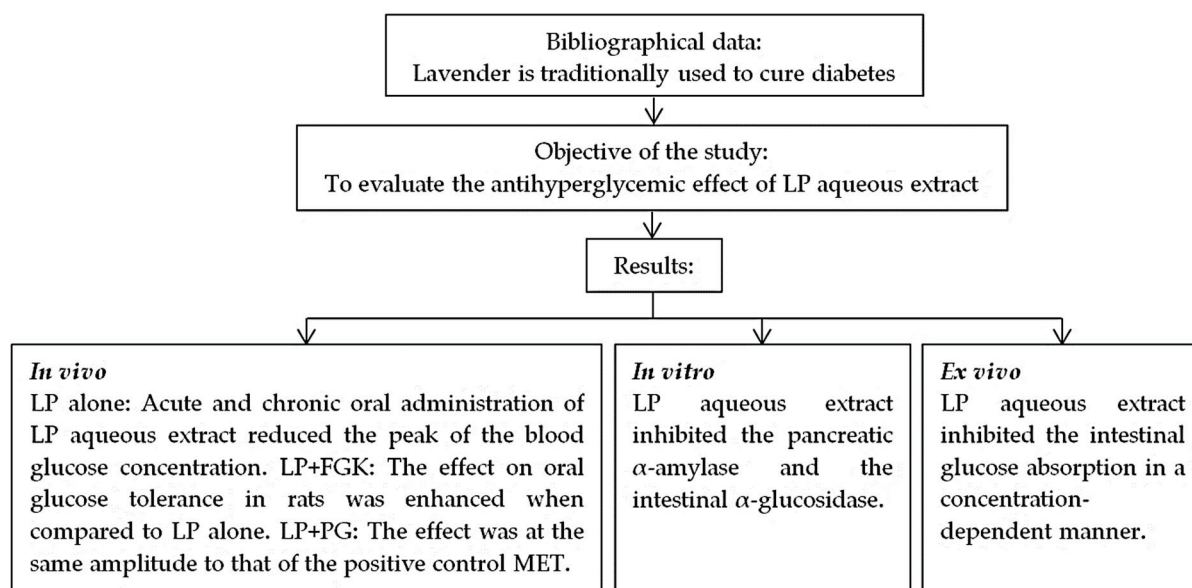 Bibliographical data:
Lavender is traditionally used to cure diabetes
Objective of the study:
To evaluate the antihyperglycemic effect of LP aqueous extract
Results:
In vivo
LP alone: Acute and chronic oral administration of
LP aqueous extract reduced the peak of the blood
glucose concentration. LP+FGK: The effect on oral
glucose tolerance in rats was enhanced when
compared to LP alone. LP+PG: The effect was at the
same amplitude to that of the positive control MET.
In vitro
LP aqueous extract
inhibited the pancreatic
α-amylase and the
intestinal α-glucosidase.
Ex vivo
LP aqueous extract
inhibited the intestinal
glucose absorption in a
concentration-
dependent manner.